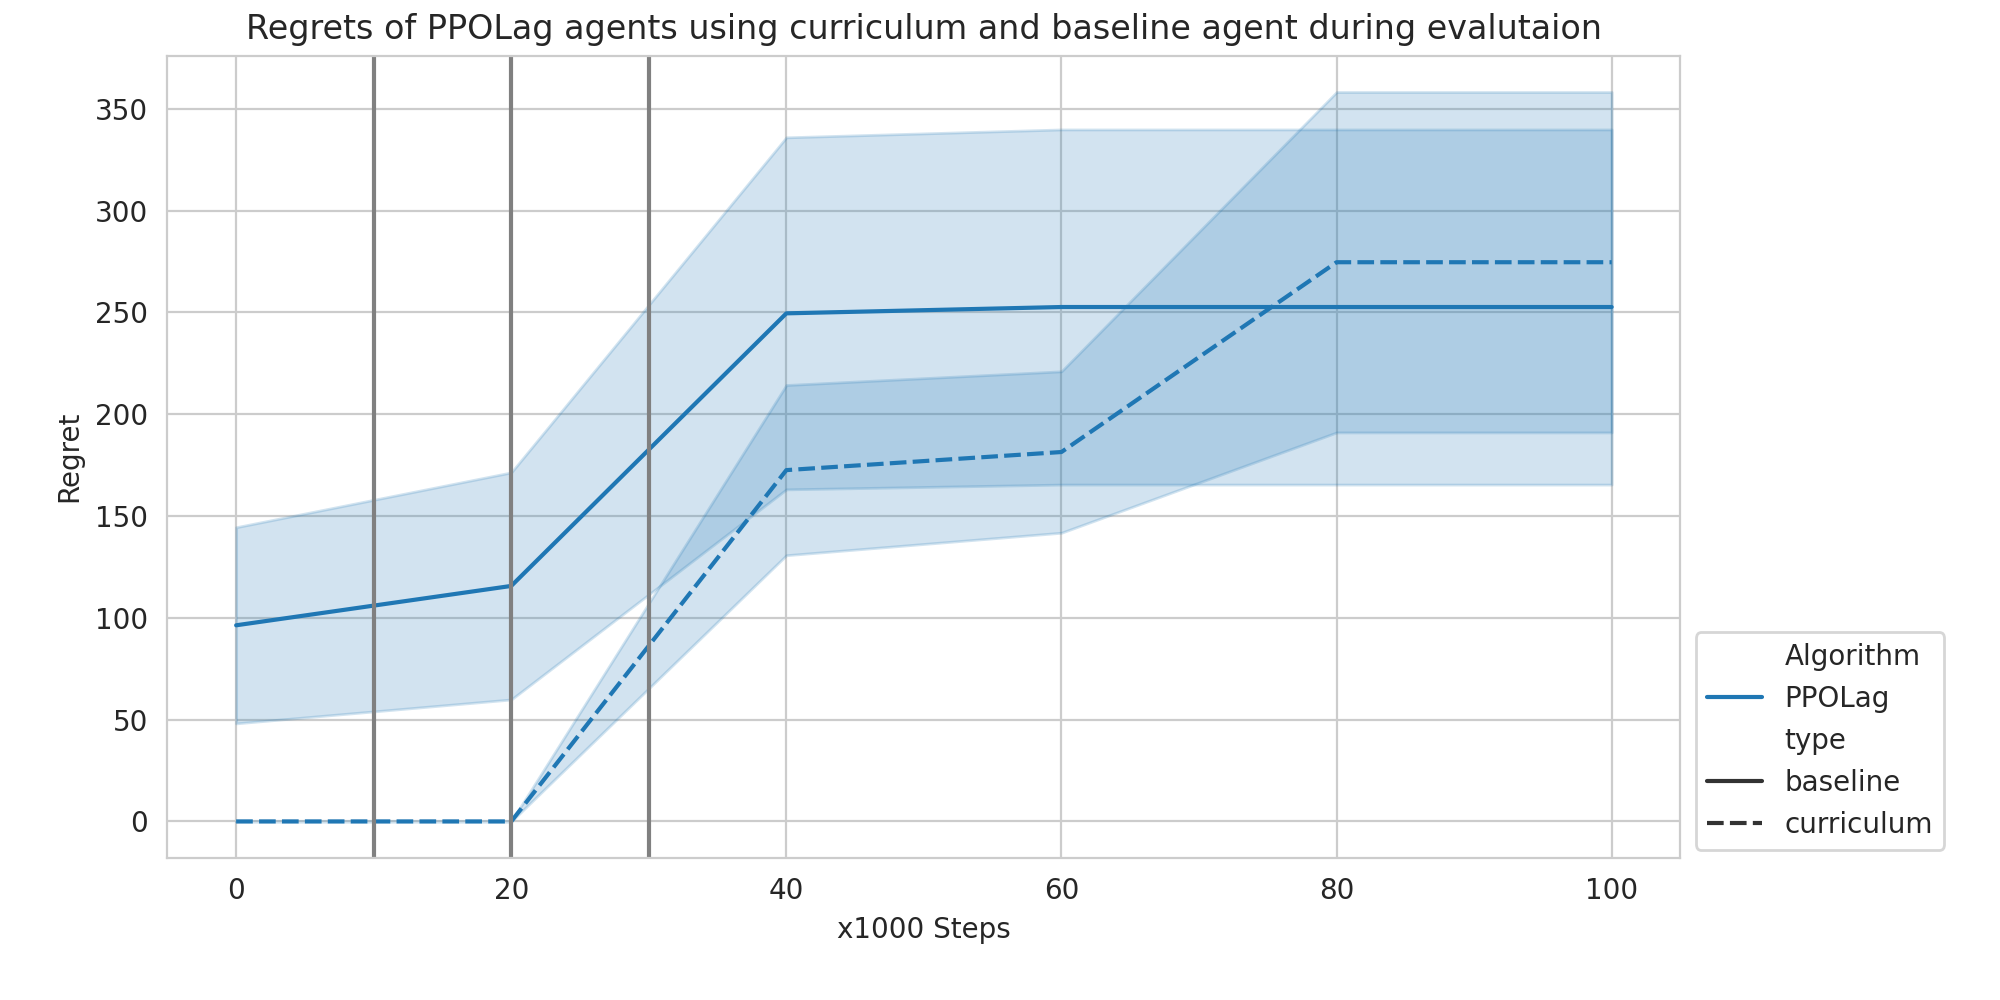 Regrets of PPOLag agents using curriculum and baseline agent during evalutaion
350
300
250
200
150
100
50
0
Regret
0 20 40 60 80 100
x1000 Steps
Algorithm
PPOLag
type
baseline
curriculum